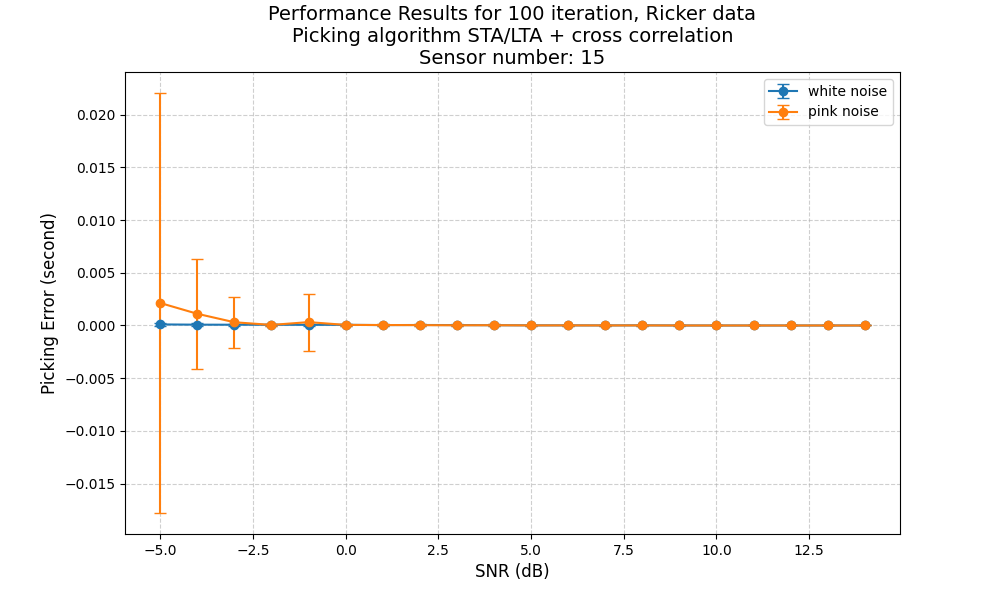 Performance Results for 100 iteration, Ricker data
Picking algorithm STA/LTA + cross correlation
Sensor number: 15
white noise
pink noise
0.020
0.015
0.010
0.005
0.000
−0.005
−0.010
−0.015
Picking Error (second)
−5.0 −2.5 0.0 2.5 5.0 7.5 10.0 12.5
SNR (dB)